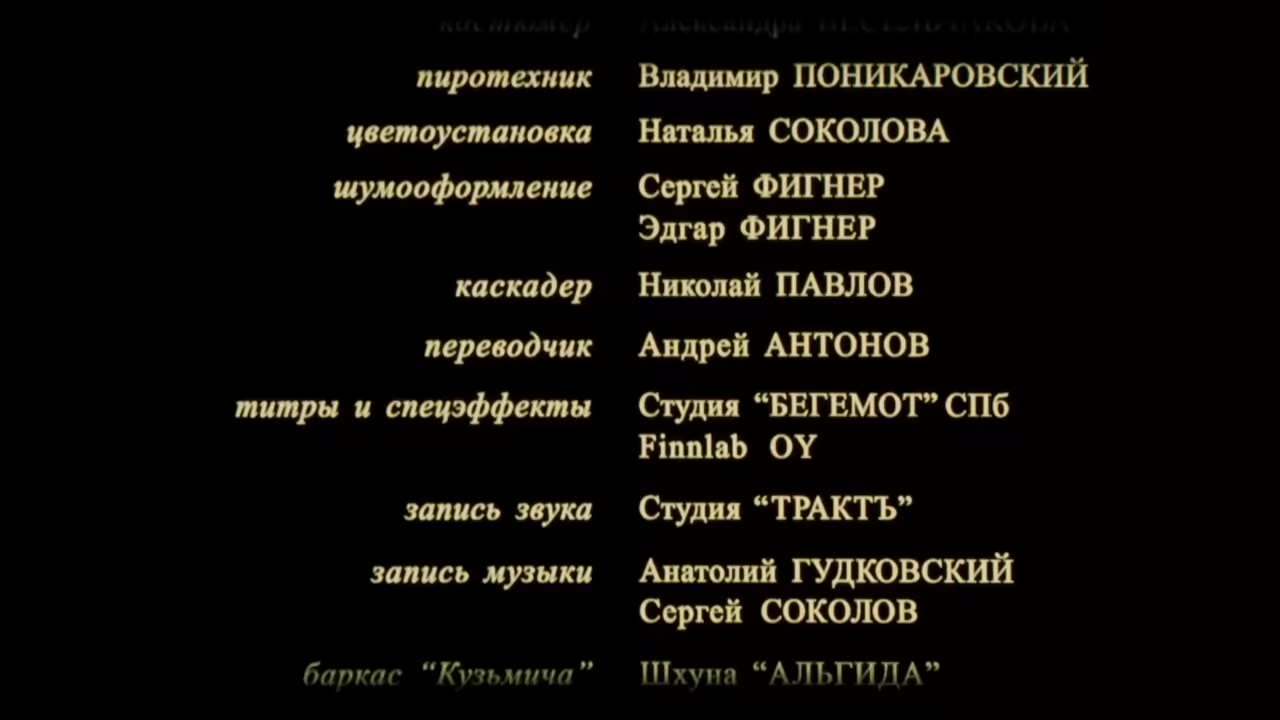 костюмер Александра
пиротехник Владимир ПОНИКАРОВСКИЙ
цветоустановка Наталья СОКОЛОВА
шумооформление Сергей ФИГНЕР
Эдгар ФИГНЕР
каскадер Николай ПАВЛОВ
переводчик Андрей АНТОНОВ
титры и спецэффекты Студия “БЕГЕМОТ” СПб
Finnlab OY
запись звука Студия “ТРАКТЪ”
запись музыки Анатолий ГУДКОВСКИЙ
Сергей СОКОЛОВ
баркас “Кузьмича” Шхуна “АЛЬГИДА”